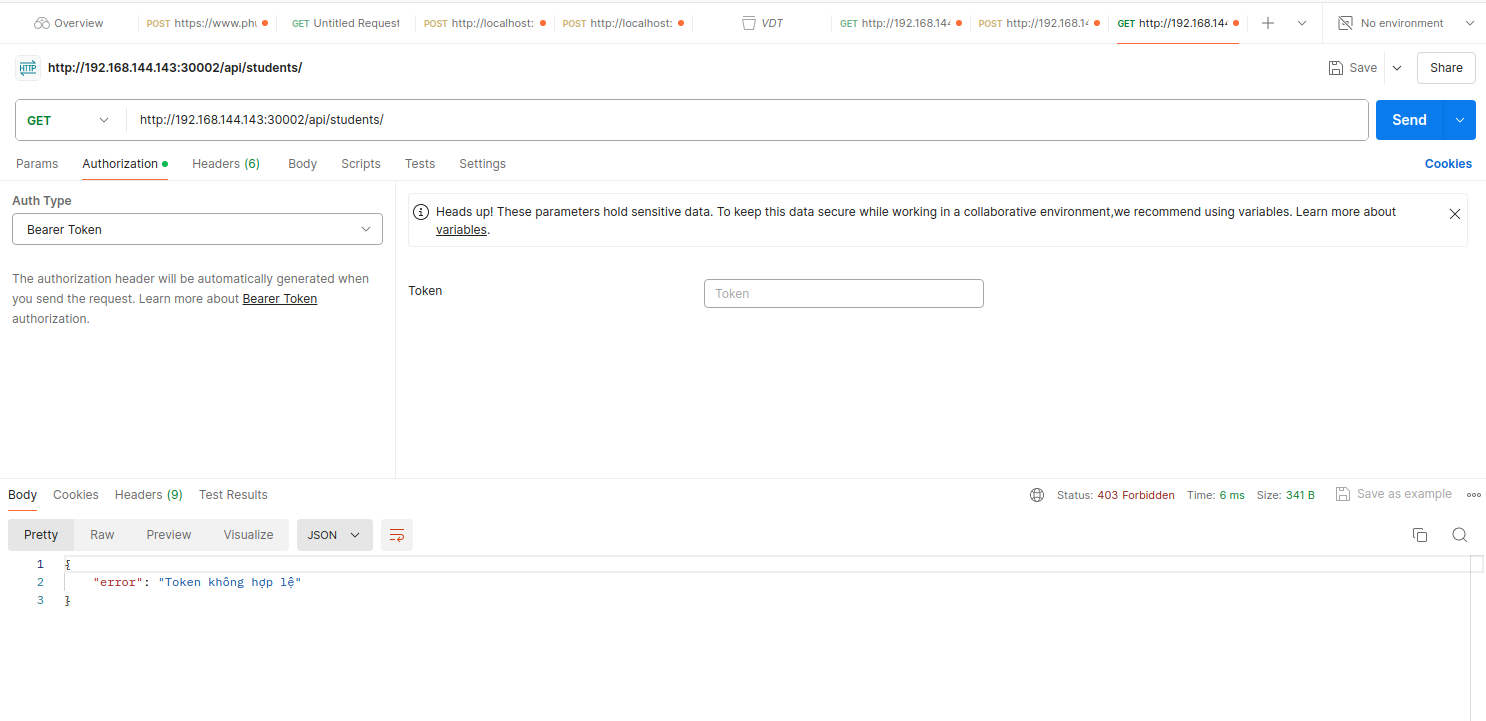 Overview POST https://www.phu GET Untitled Request POST http://localhost: POST http://localhost: VDT GET http://192.168.144 POST http://192.168.14 GET http://192.168.144 No environment
HTTP http://192.168.144.143:30002/api/students/ Save Share
GET http://192.168.144.143:30002/api/students/ Send
Params Authorization Headers (6) Body Scripts Tests Settings Cookies
Auth Type
Bearer Token
The authorization header will be automatically generated when
you send the request. Learn more about Bearer Token
authorization.
Heads up! These parameters hold sensitive data. To keep this data secure while working in a collaborative environment,we recommend using variables. Learn more about
variables.
Token Token
Body Cookies Headers (9) Test Results Status: 403 Forbidden Time: 6 ms Size: 341 B Save as example
Pretty Raw Preview Visualize JSON
1 {
2 "error": "Token không hợp lệ"
3 }